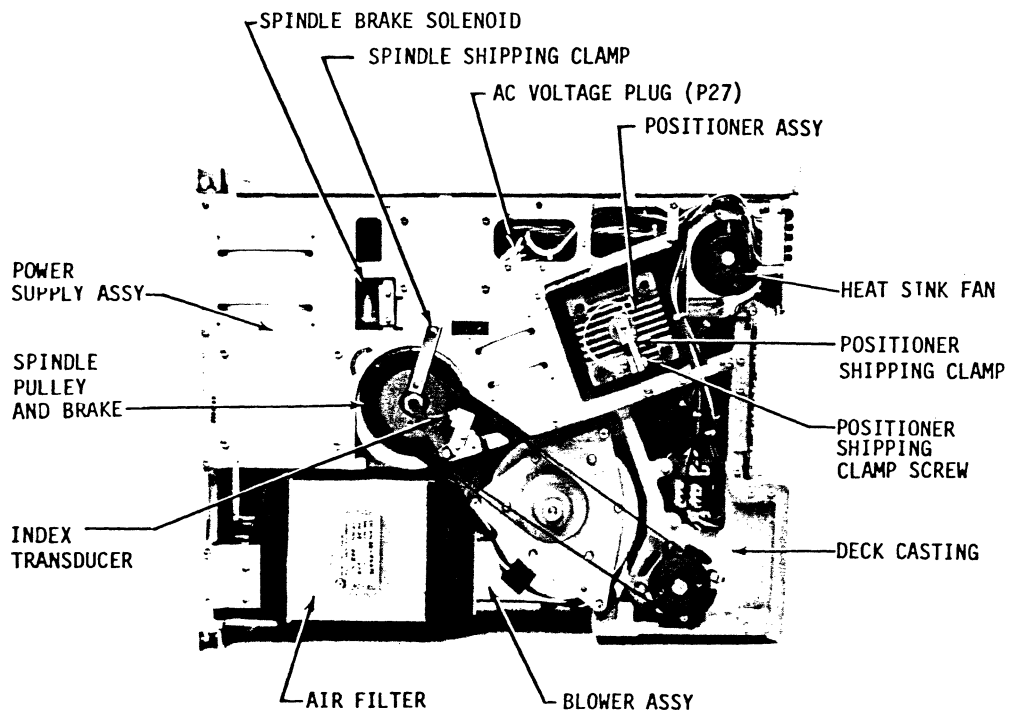 SPINDLE BRAKE SOLENOID
SPINDLE SHIPPING CLAMP
AC VOLTAGE PLUG (P27)
POSITIONER ASSY
POWER
SUPPLY ASSY
HEAT SINK FAN
SPINDLE
PULLEY
AND BRAKE
POSITIONER
SHIPPING CLAMP
POSITIONER
SHIPPING
CLAMP SCREW
INDEX
TRANSDUCER
DECK CASTING
AIR FILTER
BLOWER ASSY